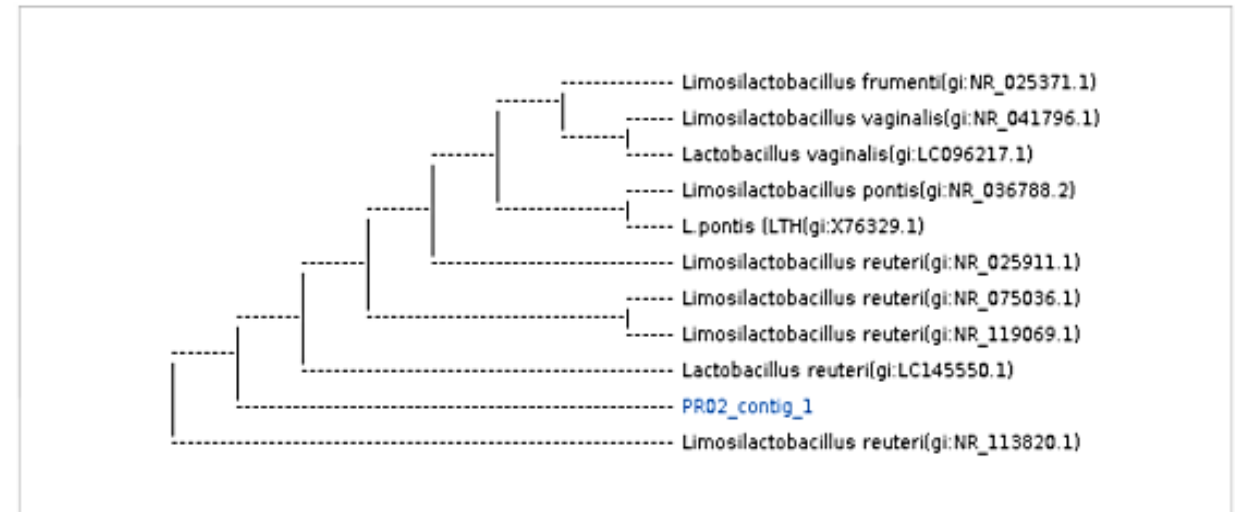 Limosilactobacillus frumenti(gi:NR_025371.1)
Limosilactobacillus vaginalis(gi:NR_041796.1)
Lactobacillus vaginalis(gi:LC096217.1)
Limosilactobacillus pontis(gi:NR_036788.2)
L.pontis (LTH(gi:X76329.1)
Limosilactobacillus reuteri(gi:NR_025911.1)
Limosilactobacillus reuteri(gi:NR_075036.1)
Limosilactobacillus reuteri(gi:NR_119069.1)
Lactobacillus reuteri(gi:LC145550.1)
PR02_contig_1
Limosilactobacillus reuteri(gi:NR_113820.1)